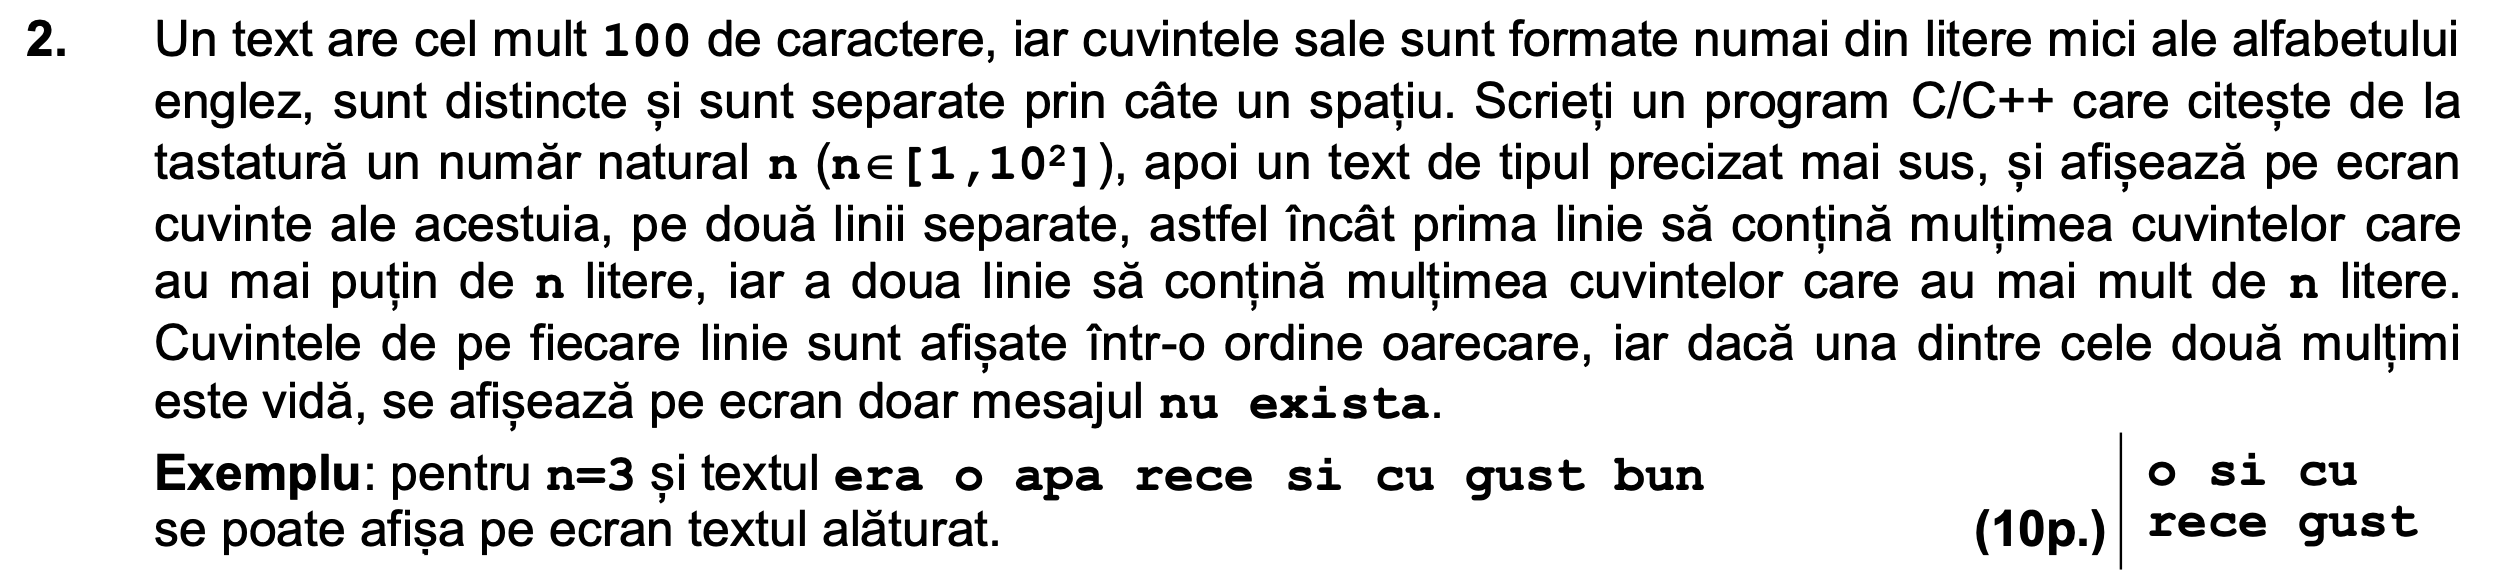 2. Un text are cel mult 100 de caractere, iar cuvintele sale sunt formate numai din litere mici ale alfabetului
englez, sunt distincte și sunt separate prin câte un spațiu. Scrieți un program C/C++ care citește de la
tastatură un număr natural n (n∈[1,10²]), apoi un text de tipul precizat mai sus, și afișează pe ecran
cuvinte ale acestuia, pe două linii separate, astfel încât prima linie să conțină mulțimea cuvintelor care
au mai puțin de n litere, iar a doua linie să conțină mulțimea cuvintelor care au mai mult de n litere.
Cuvintele de pe fiecare linie sunt afișate într-o ordine oarecare, iar dacă una dintre cele două mulțimi
este vidă, se afișează pe ecran doar mesajul nu exista.
Exemplu: pentru n=3 și textul era o apa rece si cu gust bun
se poate afișa pe ecran textul alăturat. (10p.)
o si cu
rece gust